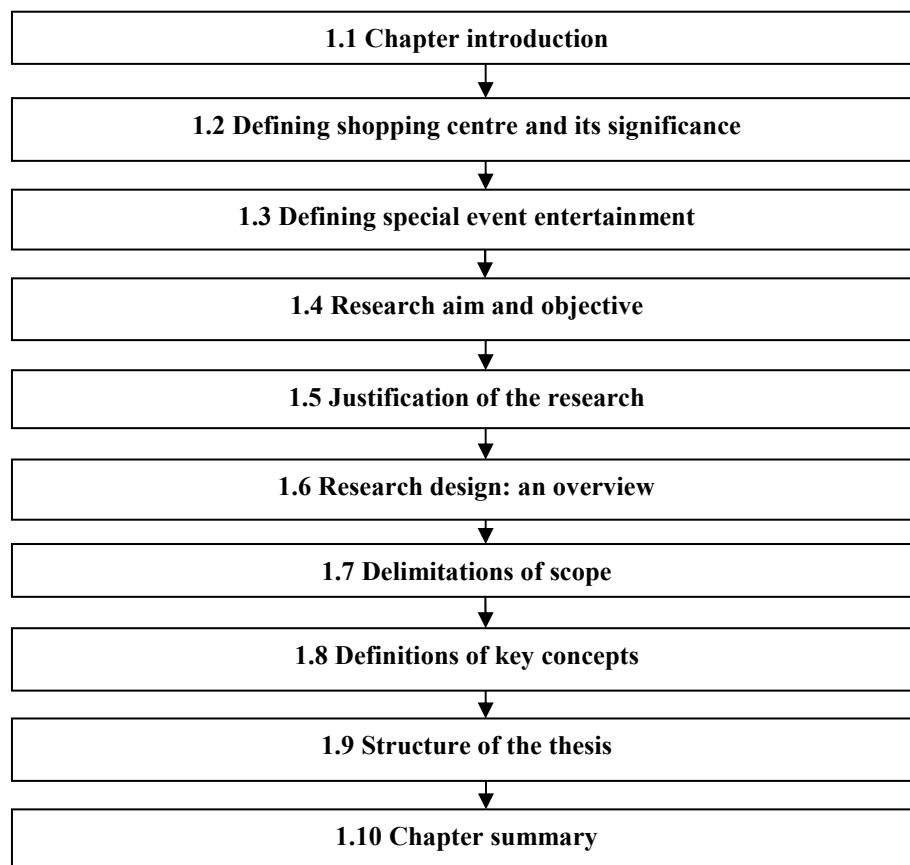 1.1 Chapter introduction
1.2 Defining shopping centre and its significance
1.3 Defining special event entertainment
1.4 Research aim and objective
1.5 Justification of the research
1.6 Research design: an overview
1.7 Delimitations of scope
1.8 Definitions of key concepts
1.9 Structure of the thesis
1.10 Chapter summary